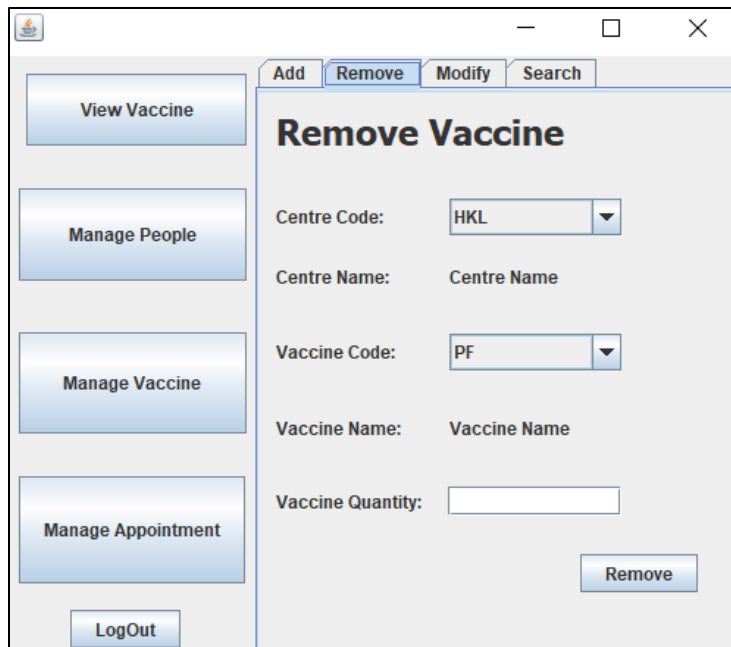 View Vaccine
Manage People
Manage Vaccine
Manage Appointment
LogOut
Add Remove Modify Search
Remove Vaccine
Centre Code: HKL
Centre Name: Centre Name
Vaccine Code: PF
Vaccine Name: Vaccine Name
Vaccine Quantity:
Remove